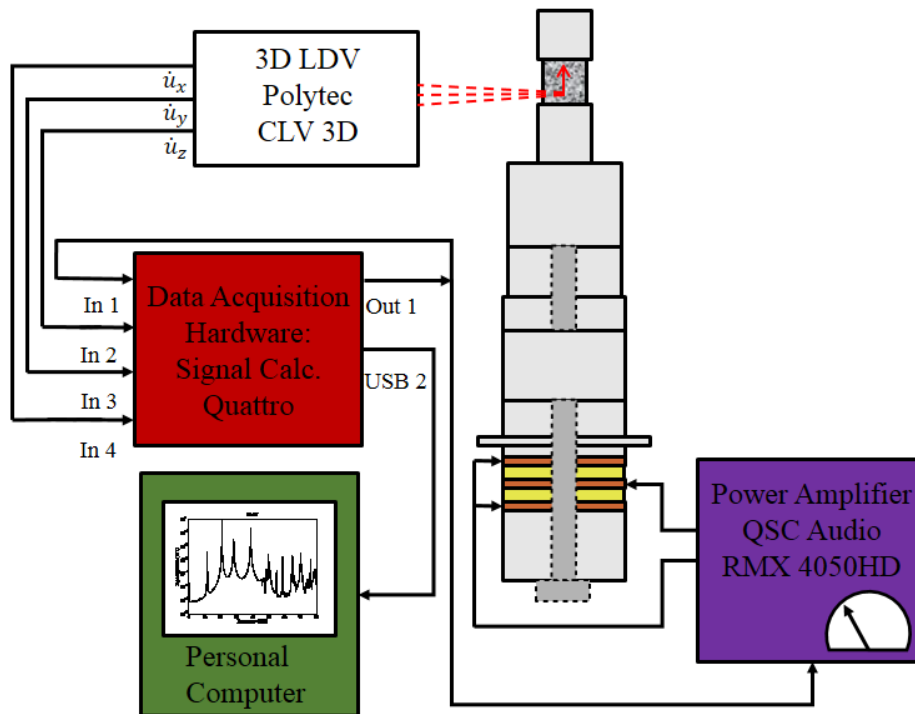 3D LDV
Polytec
CLV 3D
u̇x
u̇y
u̇z
Data Acquisition
Hardware:
Signal Calc.
Quattro
In 1
In 2
In 3
In 4
Out 1
USB 2
Power Amplifier
QSC Audio
RMX 4050HD
Personal
Computer